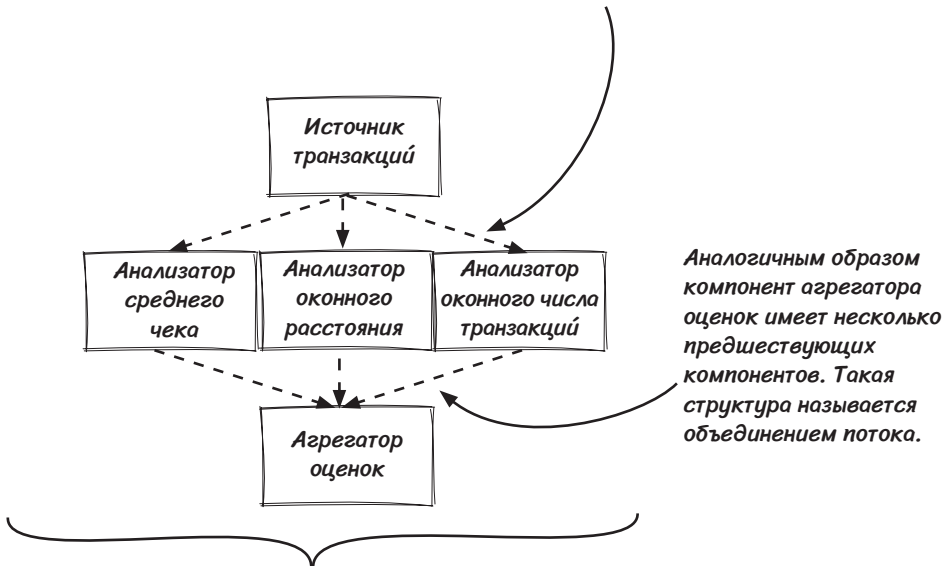 Источник
транзакций
Анализатор
среднего
чека
Анализатор
оконного
расстояния
Анализатор
оконного числа
транзакций
Аналогичным образом
компонент агрегатора
оценок имеет несколько
предшествующих
компонентов. Такая
структура называется
объединением потока.
Агрегатор
оценок